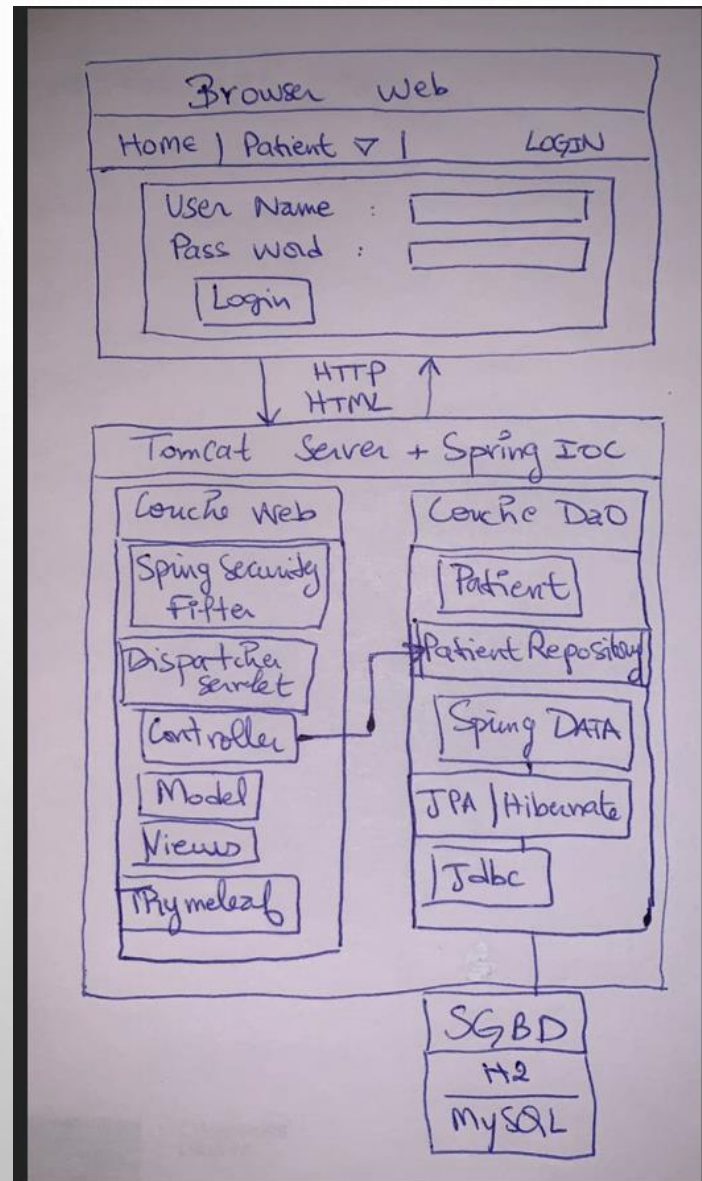 Browser Web
Home | Patient ▽ | LOGIN
User Name :
Pass Word :
Login
HTTP
HTML
Tomcat Server + Spring IOC
Couche Web
Spring Security
Filter
Dispatcher
Servlet
Controller
Model
Views
Thymeleaf
Couche DaO
Patient
Patient Repository
Spring DATA
JPA | Hibernate
Jdbc
SGBD
H2
MySQL